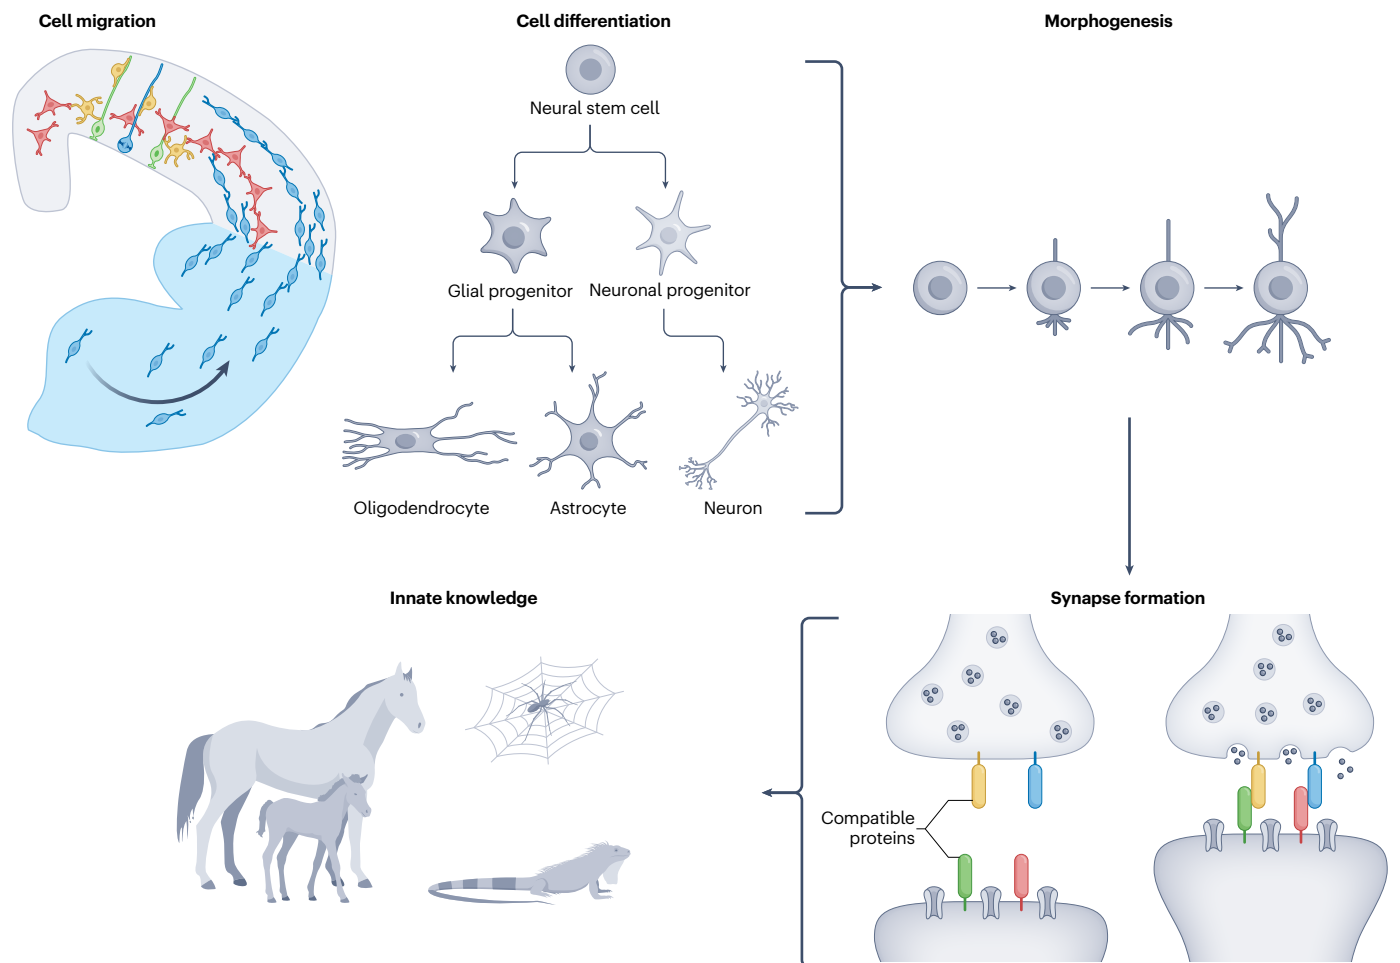 Cell migration
Cell differentiation
Morphogenesis
Neural stem cell
Glial progenitor
Neuronal progenitor
Oligodendrocyte
Astrocyte
Neuron
Innate knowledge
Synapse formation
Compatible
proteins